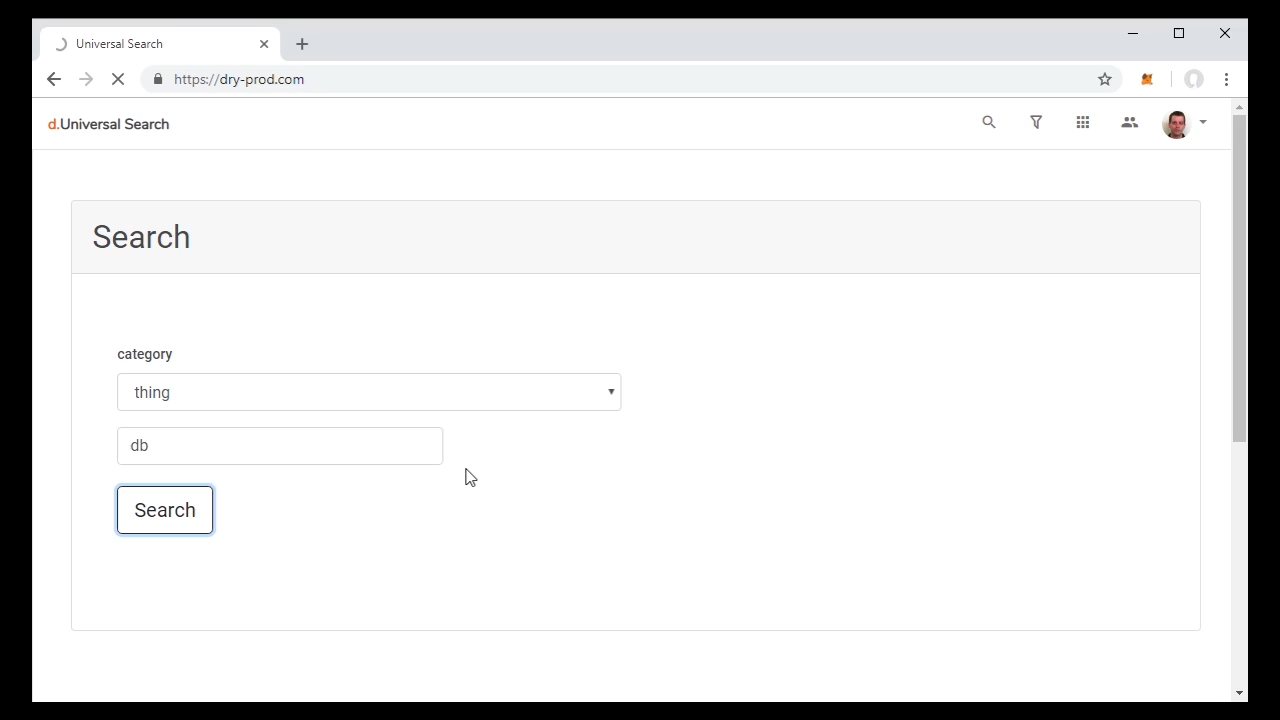 Universal Search
https://dry-prod.com
d.Universal Search
Search
category
thing
db
Search